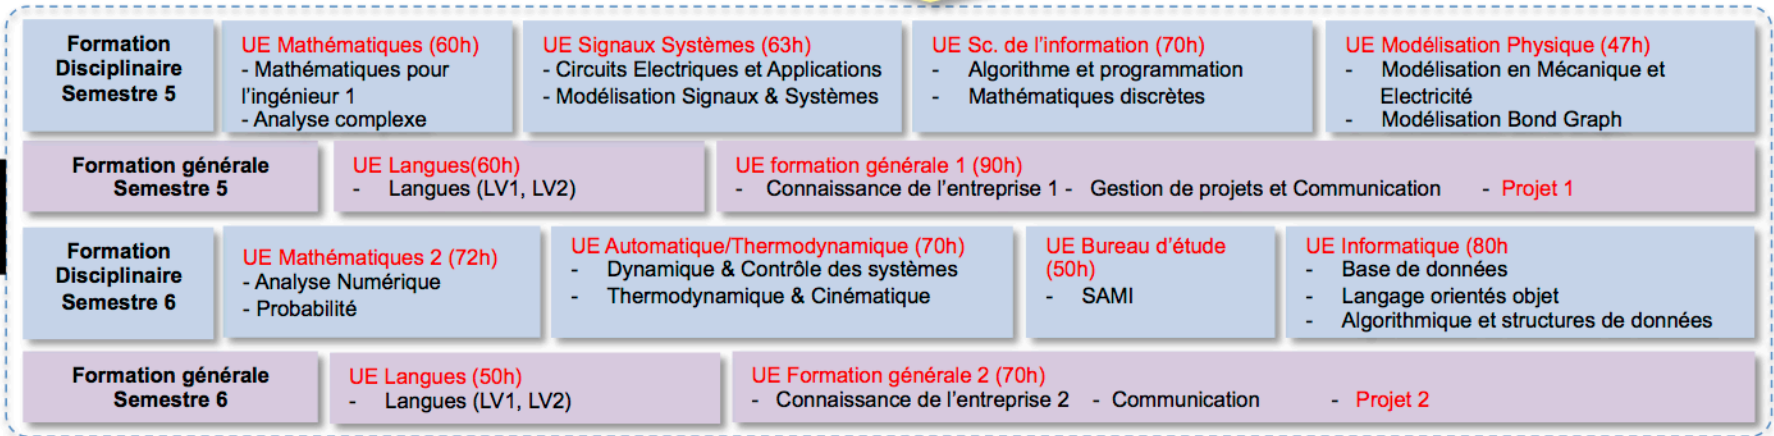 Formation
Disciplinaire
Semestre 5
UE Mathématiques (60h)
- Mathématiques pour
l'ingénieur 1
- Analyse complexe
UE Signaux Systèmes (63h)
- Circuits Electriques et Applications
- Modélisation Signaux & Systèmes
UE Sc. de l'information (70h)
- Algorithme et programmation
- Mathématiques discrètes
UE Modélisation Physique (47h)
- Modélisation en Mécanique et
Electricité
- Modélisation Bond Graph
Formation générale
Semestre 5
UE Langues(60h)
- Langues (LV1, LV2)
UE formation générale 1 (90h)
- Connaissance de l'entreprise 1 - Gestion de projets et Communication - Projet 1
Formation
Disciplinaire
Semestre 6
UE Mathématiques 2 (72h)
- Analyse Numérique
- Probabilité
UE Automatique/Thermodynamique (70h)
- Dynamique & Contrôle des systèmes
- Thermodynamique & Cinématique
UE Bureau d'étude
(50h)
- SAMI
UE Informatique (80h
- Base de données
- Langage orientés objet
- Algorithmique et structures de données
Formation générale
Semestre 6
UE Langues (50h)
- Langues (LV1, LV2)
UE Formation générale 2 (70h)
- Connaissance de l'entreprise 2 - Communication - Projet 2